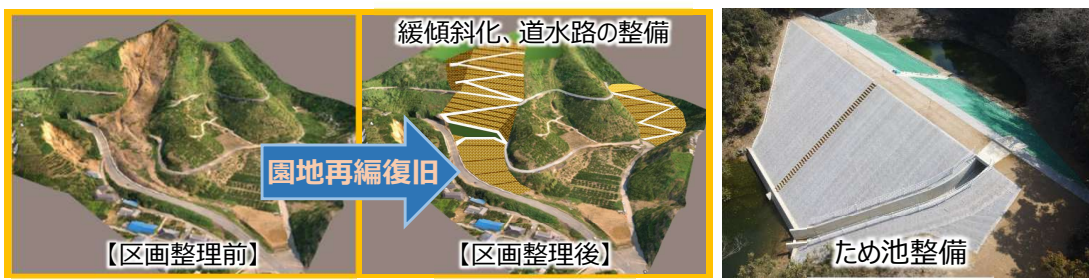 緩傾斜化、道水路の整備
園地再編復旧
【区画整理前】
【区画整理後】
ため池整備